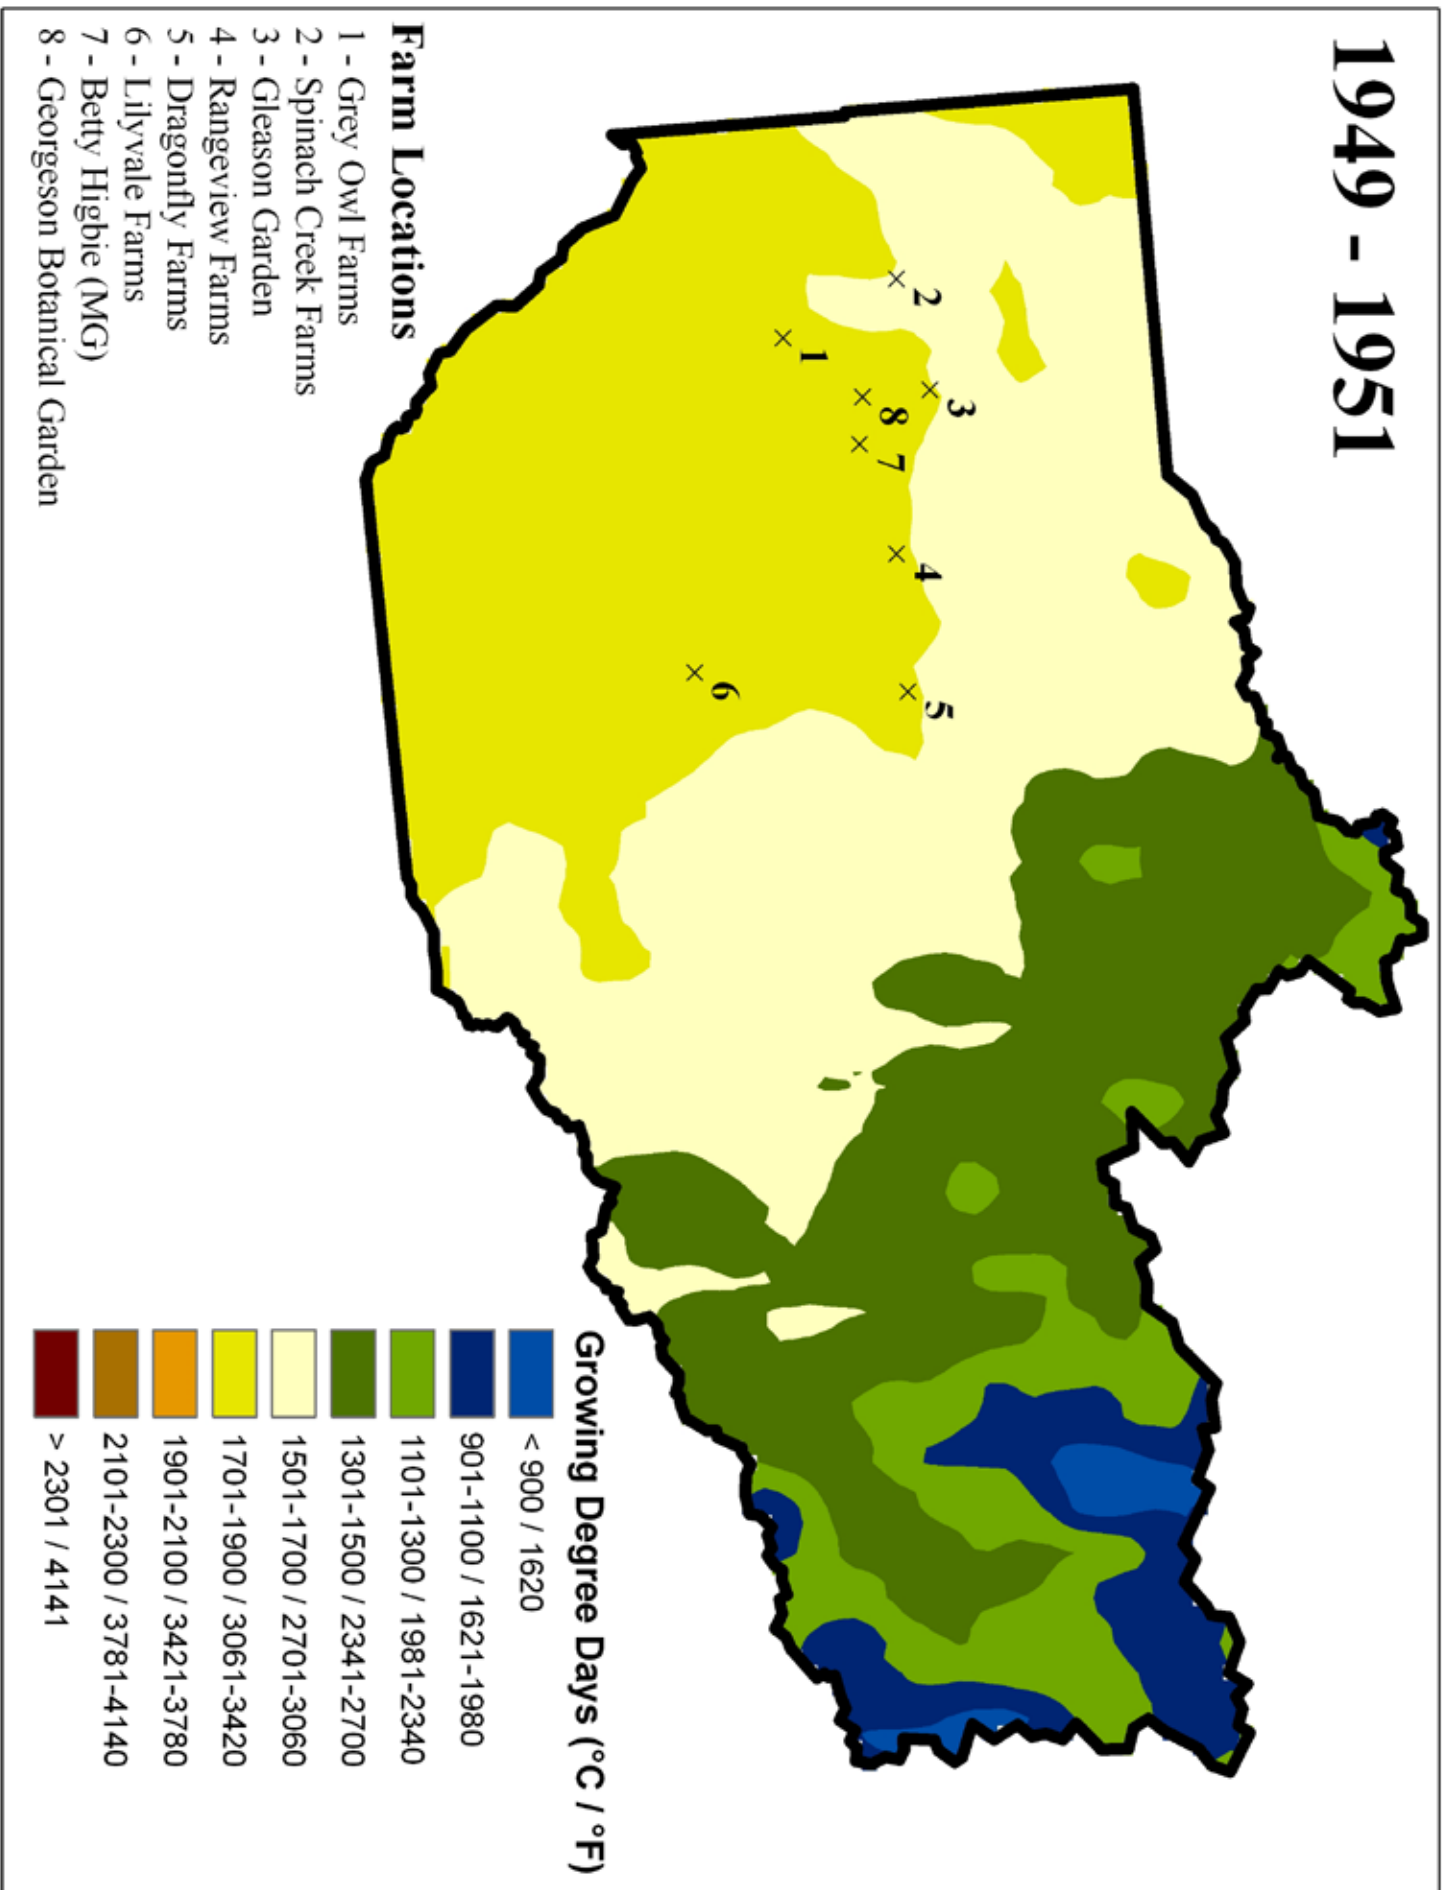 1949 - 1951
2
3
1
8
7
4
5
6
Farm Locations
1 - Grey Owl Farms
2 - Spinach Creek Farms
3 - Gleason Garden
4 - Rangeview Farms
5 - Dragonfly Farms
6 - Lilyvale Farms
7 - Betty Higbie (MG)
8 - Georgeson Botanical Garden
Growing Degree Days (°C / °F)
< 900 / 1620
901-1100 / 1621-1980
1101-1300 / 1981-2340
1301-1500 / 2341-2700
1501-1700 / 2701-3060
1701-1900 / 3061-3420
1901-2100 / 3421-3780
2101-2300 / 3781-4140
> 2301 / 4141